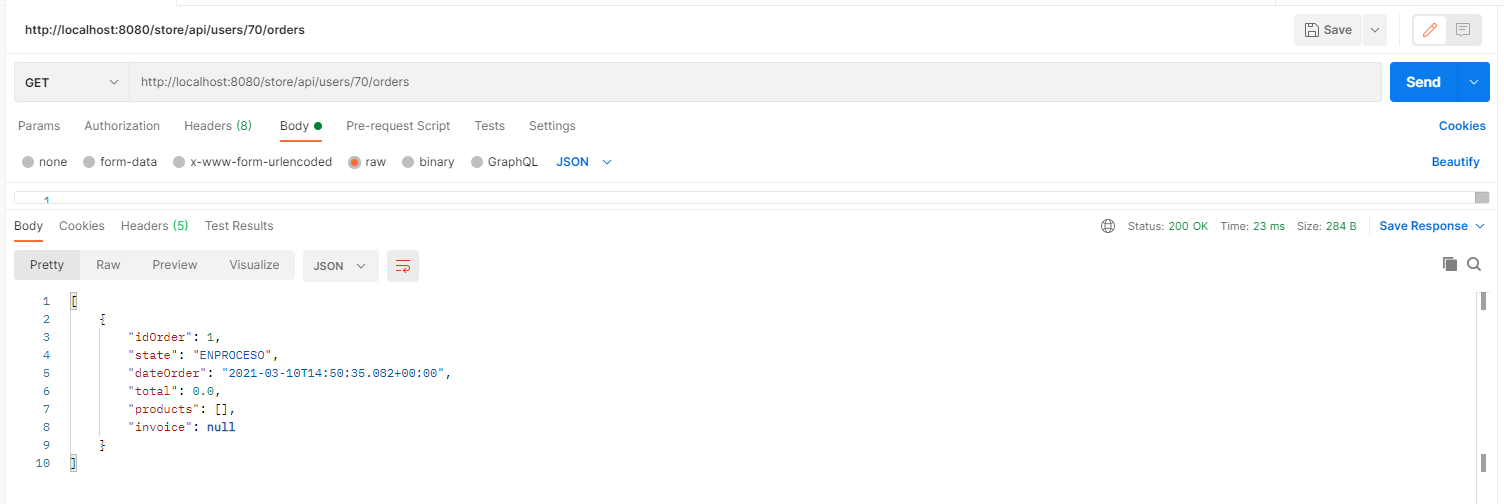 http://localhost:8080/store/api/users/70/orders
Save
GET http://localhost:8080/store/api/users/70/orders Send
Params Authorization Headers (8) Body Pre-request Script Tests Settings Cookies
none form-data x-www-form-urlencoded raw binary GraphQL JSON Beautify
1
Body Cookies Headers (5) Test Results Status: 200 OK Time: 23 ms Size: 284 B Save Response
Pretty Raw Preview Visualize JSON
1 [
2 {
3 "idOrder": 1,
4 "state": "ENPROCESO",
5 "dateOrder": "2021-03-10T14:50:35.082+00:00",
6 "total": 0.0,
7 "products": [],
8 "invoice": null
9 }
10 ]